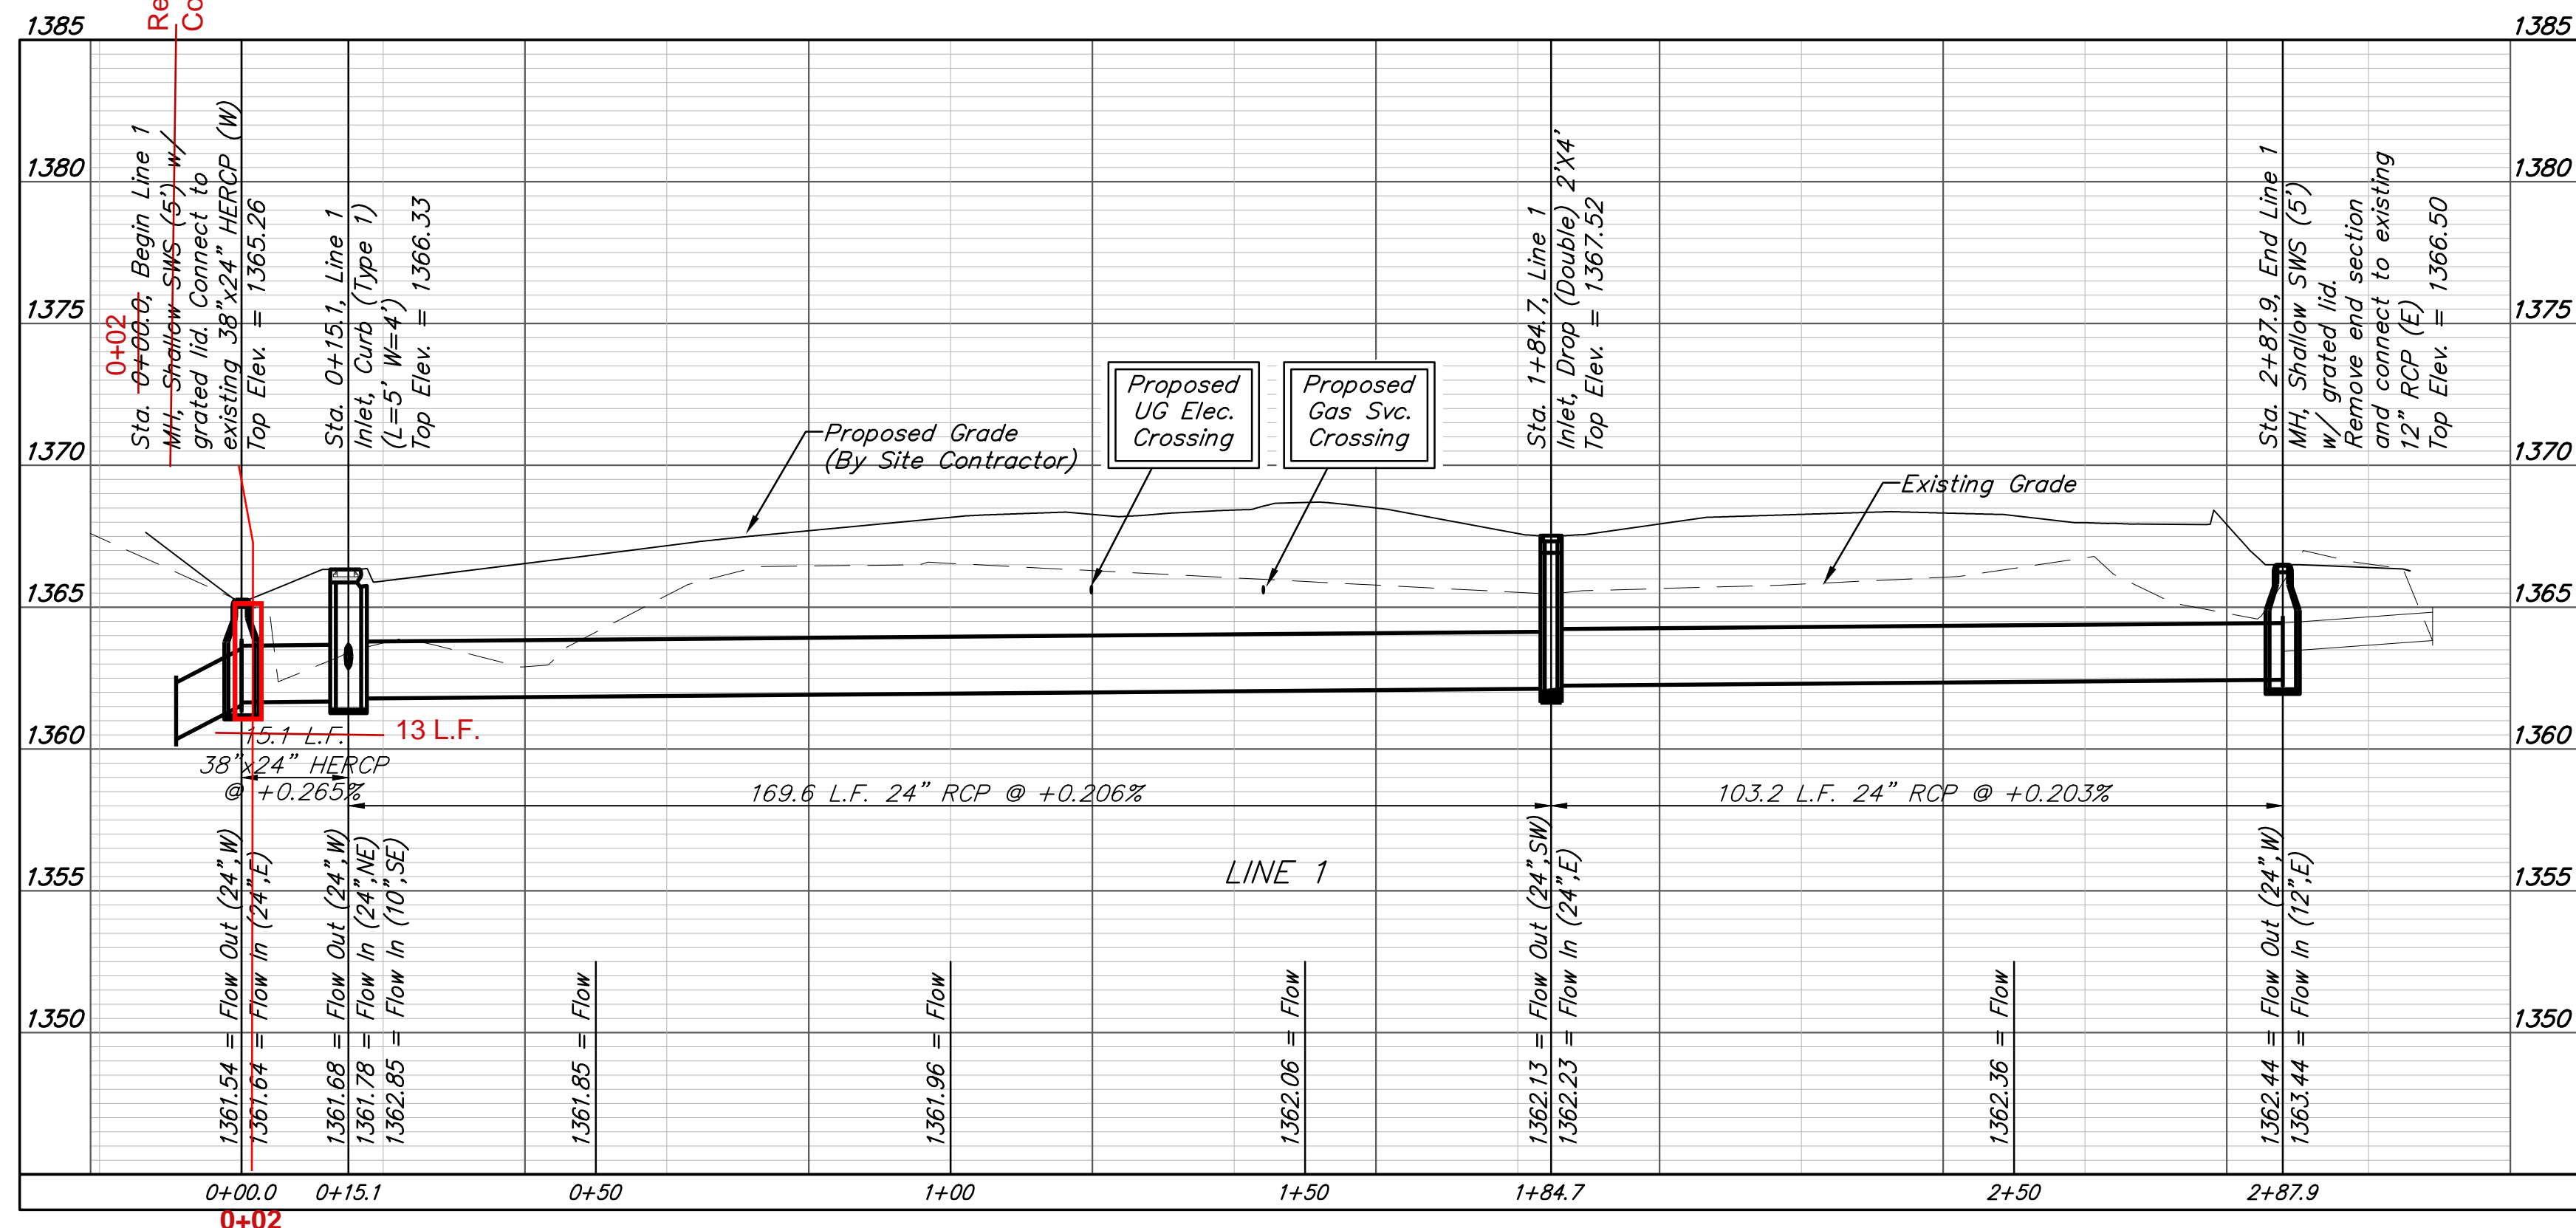 Re
Co
1385
1385
1380
1380
1375
1375
1370
1370
1365
1365
1360
1360
1355
1355
1350
1350
0+02
Sta. 0+00.0, Begin Line 1
MH, Shallow SWS (5') w/
grated lid. Connect to
existing 38"x24" HERCP (W)
Top Elev. = 1365.26
Sta. 0+15.1, Line 1
Inlet, Curb (Type 1)
(L=5' W=4')
Top Elev. = 1366.33
Proposed Grade
(By Site Contractor)
Proposed
UG Elec.
Crossing
Proposed
Gas Svc.
Crossing
Sta. 1+84.7, Line 1
Inlet, Drop (Double) 2'X4'
Top Elev. = 1367.52
Existing Grade
Sta. 2+87.9, End Line 1
MH, Shallow SWS (5')
w/ grated lid.
Remove end section
and connect to existing
12" RCP (E)
Top Elev. = 1366.50
15.1 L.F.
13 L.F.
38"x24" HERCP
@ +0.265%
169.6 L.F. 24" RCP @ +0.206%
103.2 L.F. 24" RCP @ +0.203%
LINE 1
1361.54 = Flow Out (24",W)
1361.64 = Flow In (24",E)
1361.68 = Flow Out (24",W)
1361.78 = Flow In (24",NE)
1362.85 = Flow In (10",SE)
1361.85 = Flow
1361.96 = Flow
1362.06 = Flow
1362.13 = Flow Out (24",SW)
1362.23 = Flow In (24",E)
1362.36 = Flow
1362.44 = Flow Out (24",W)
1363.44 = Flow In (12",E)
0+00.0
0+15.1
0+50
1+00
1+50
1+84.7
2+50
2+87.9
0+02